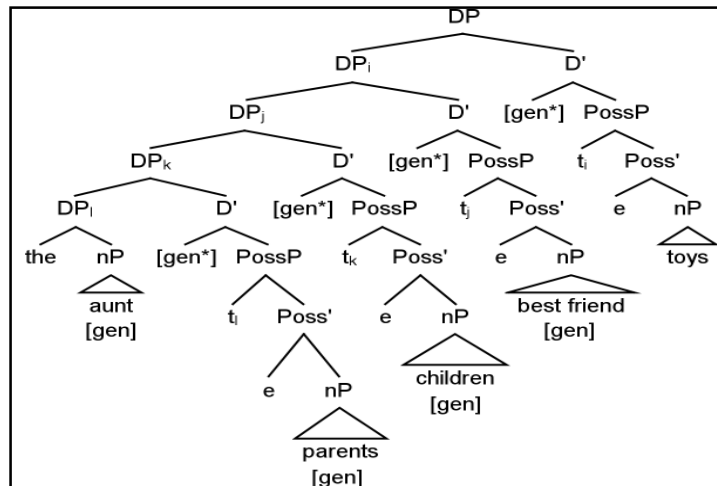 DP
DPᵢ D'
DPⱼ D' [gen*] PossP
DPₖ D' [gen*] PossP tᵢ Poss'
DPₗ D' [gen*] PossP tⱼ Poss' e nP
the nP [gen*] PossP tₖ Poss' e nP toys
aunt tₗ Poss' e nP best friend
[gen] [gen]
e nP children
[gen]
parents
[gen]